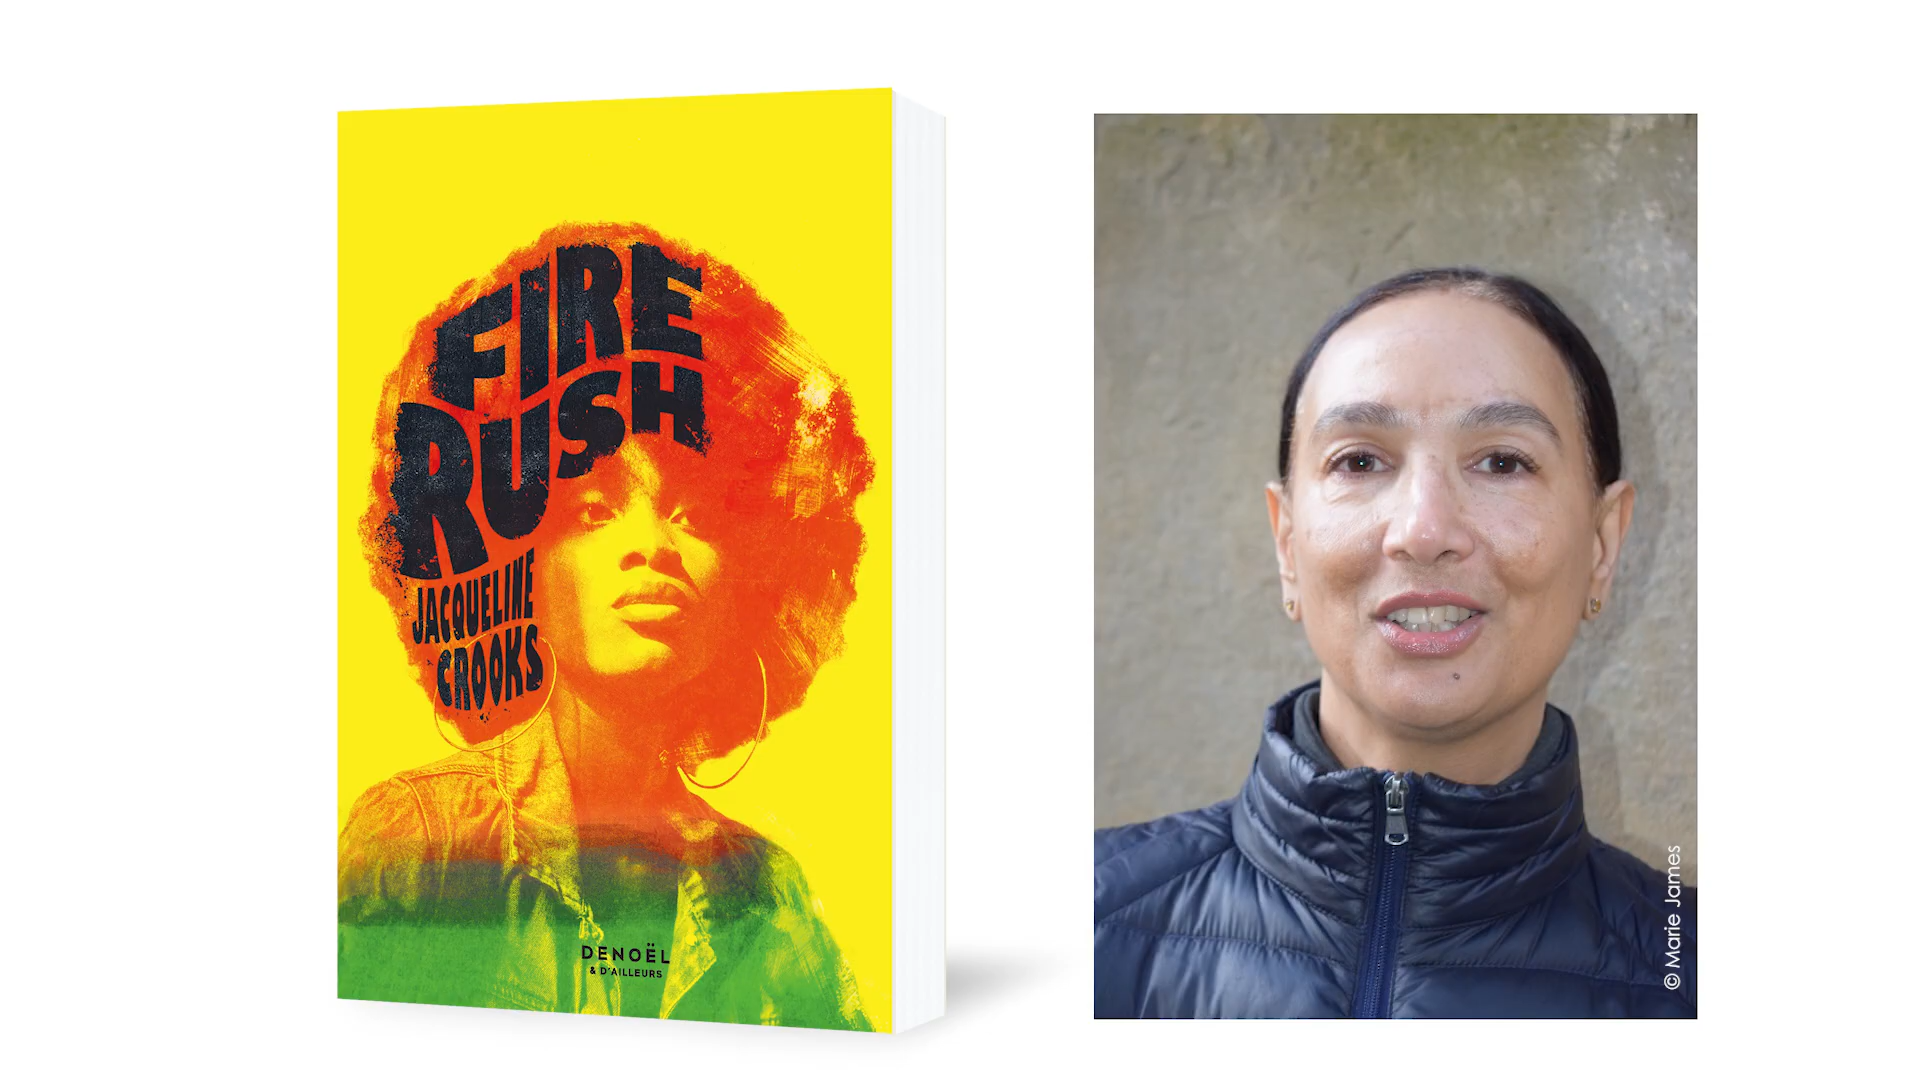 FIRE
RUSH
JACQUELINE
CROOKS
DENOËL
& D'AILLEURS
© Marie James